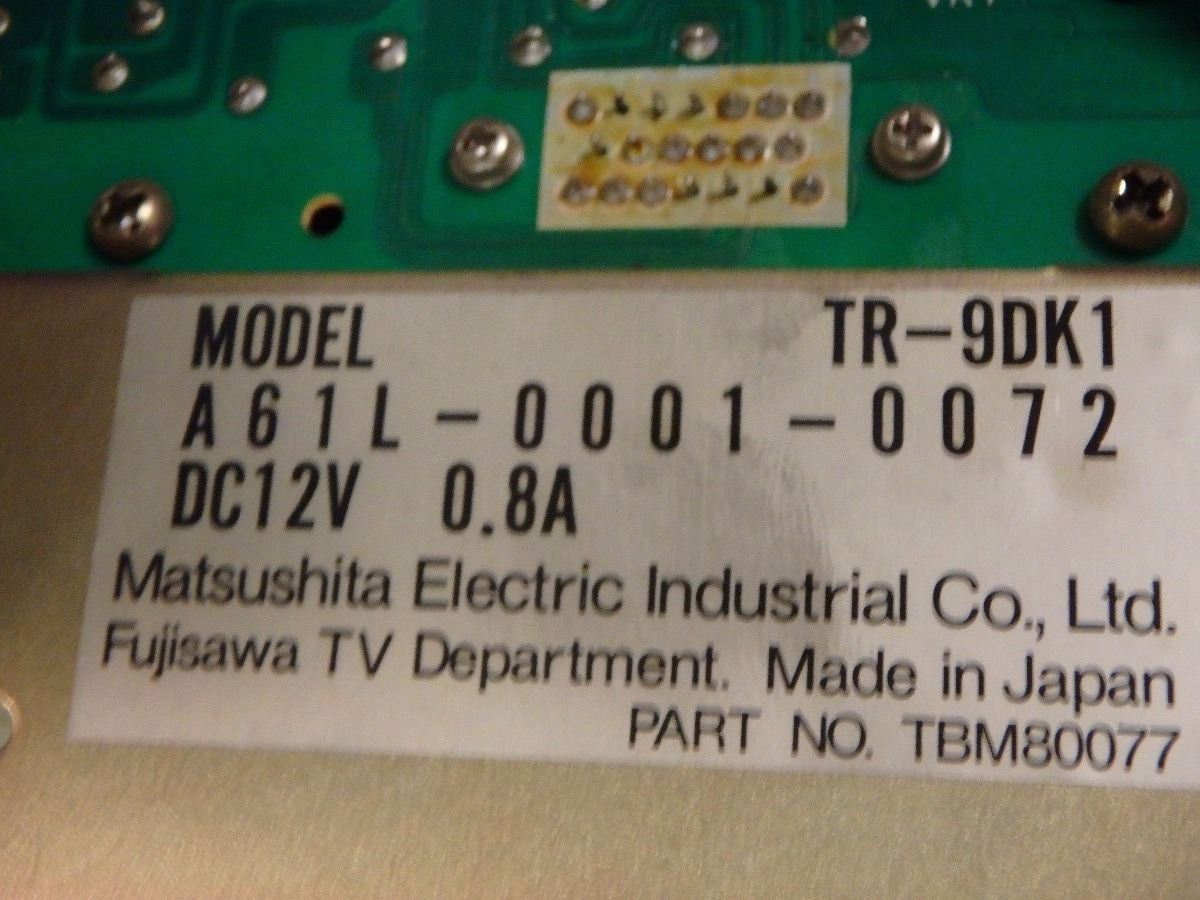 MODEL TR-9DK1
A61L-0001-0072
DC12V 0.8A
Matsushita Electric Industrial Co., Ltd.
Fujisawa TV Department. Made in Japan
PART NO. TBM80077